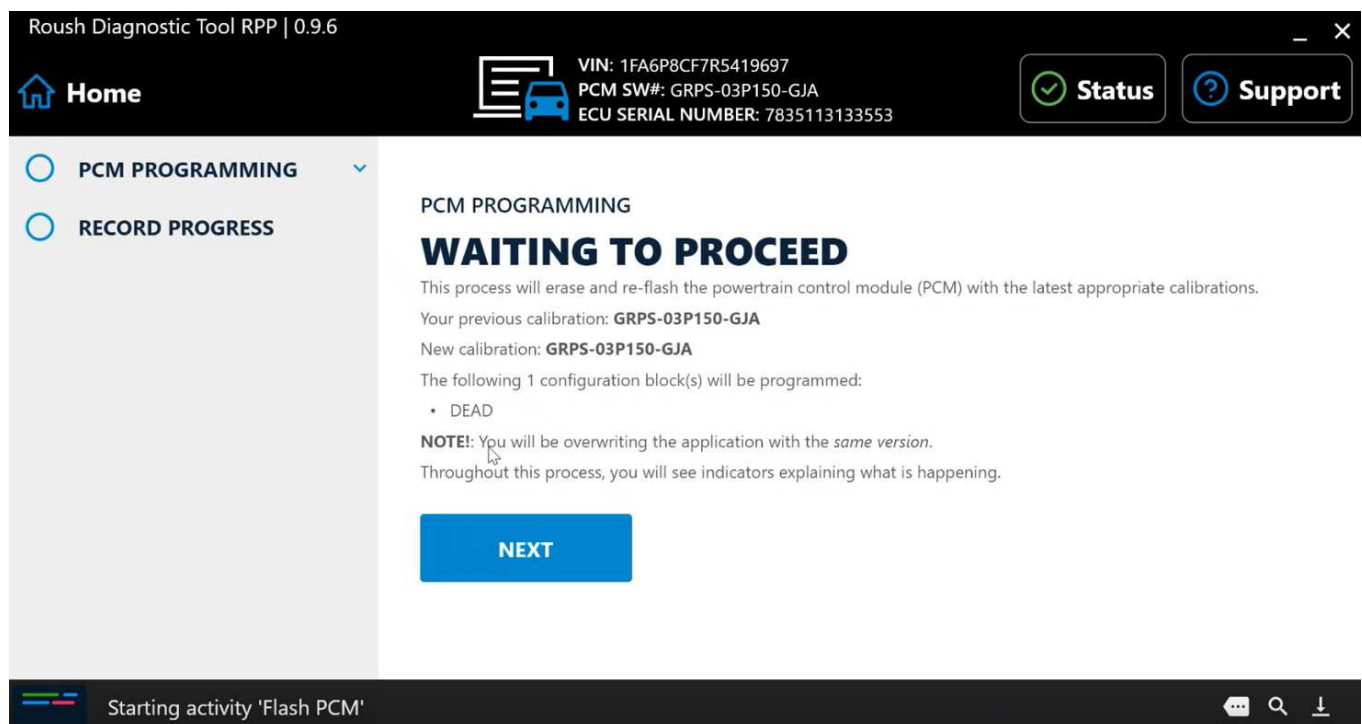 Roush Diagnostic Tool RPP | 0.9.6
Home
VIN: 1FA6P8CF7R5419697
PCM SW#: GRPS-03P150-GJA
ECU SERIAL NUMBER: 7835113133553
Status
Support
PCM PROGRAMMING
RECORD PROGRESS
PCM PROGRAMMING
WAITING TO PROCEED
This process will erase and re-flash the powertrain control module (PCM) with the latest appropriate calibrations.
Your previous calibration: GRPS-03P150-GJA
New calibration: GRPS-03P150-GJA
The following 1 configuration block(s) will be programmed:
• DEAD
NOTE!: You will be overwriting the application with the same version.
Throughout this process, you will see indicators explaining what is happening.
NEXT
Starting activity 'Flash PCM'